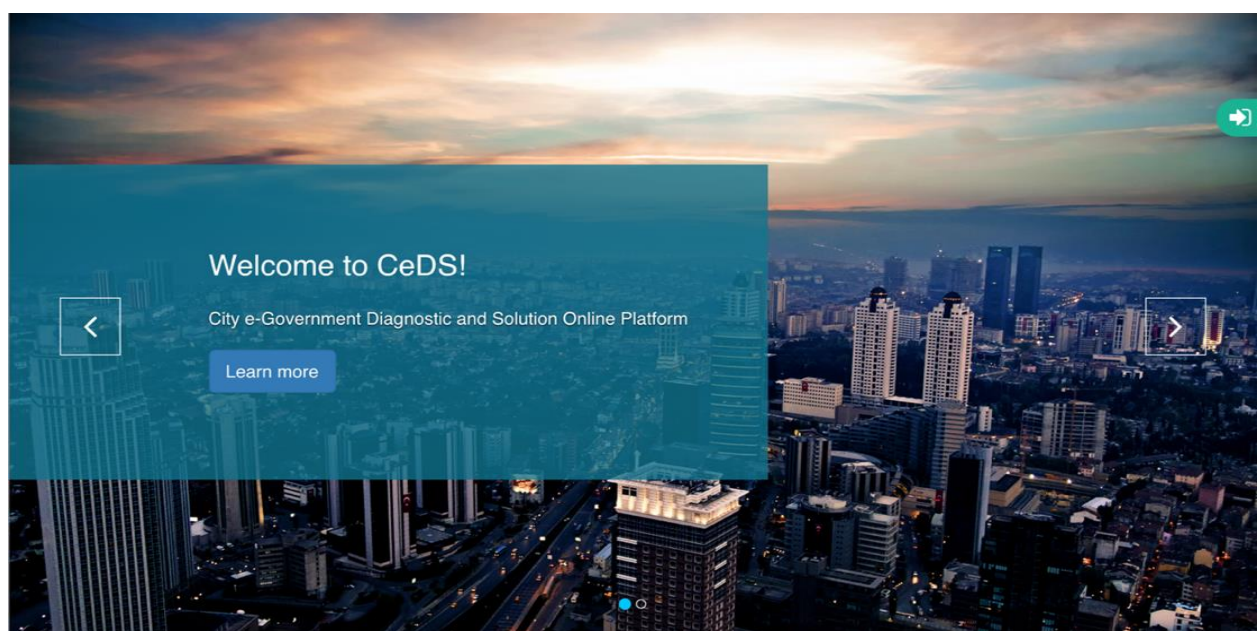 Welcome to CeDS!
City e-Government Diagnostic and Solution Online Platform
Learn more